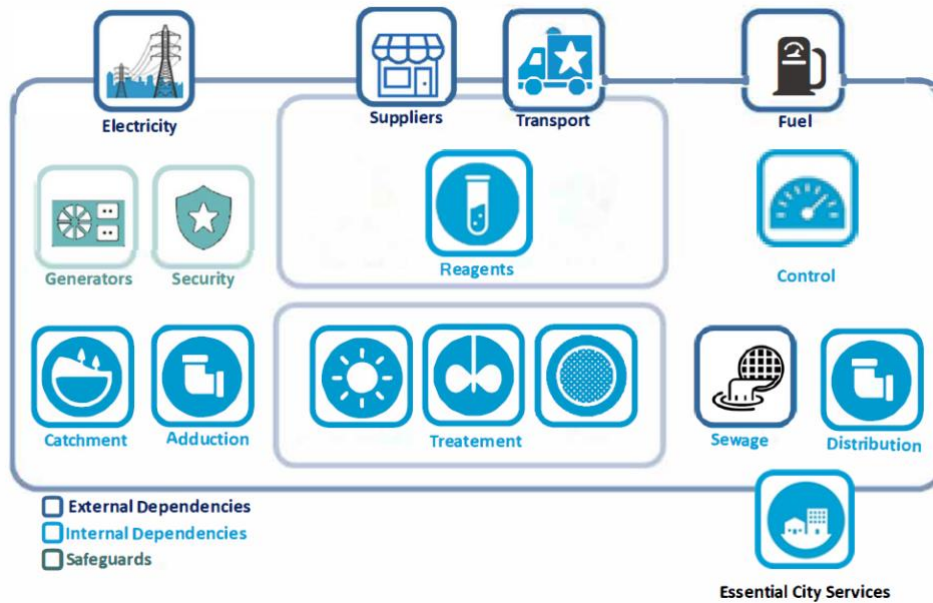 Electricity
Suppliers
Transport
Fuel
Generators
Security
Reagents
Control
Catchment
Adduction
Treatement
Sewage
Distribution
External Dependencies
Internal Dependencies
Safeguards
Essential City Services